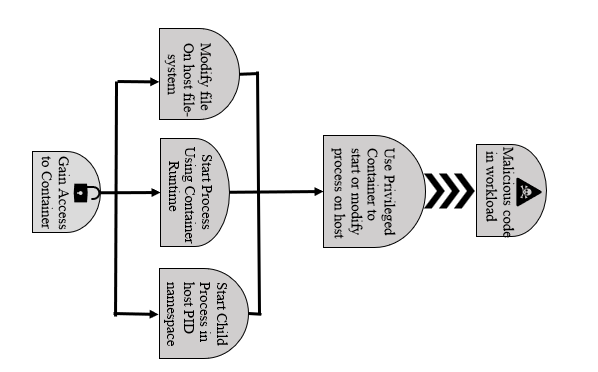 Malicious code
in workload
Use Privileged
Container to
start or modify
process on host
Modify file
On host file-
system
Start Process
Using Container
Runtime
Start Child
Process in
host PID
namespace
Gain Access
to Container